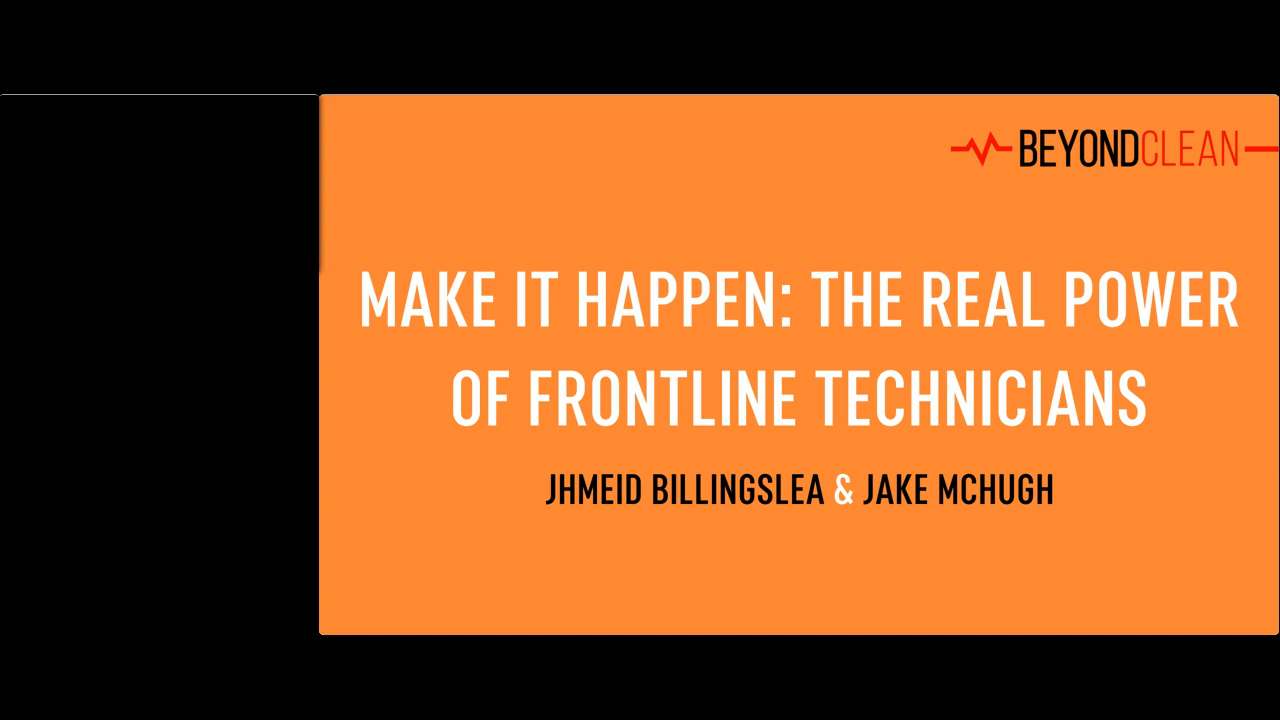 BEYONDCLEAN
MAKE IT HAPPEN: THE REAL POWER
OF FRONTLINE TECHNICIANS
JHMEID BILLINGSLEA & JAKE MCHUGH